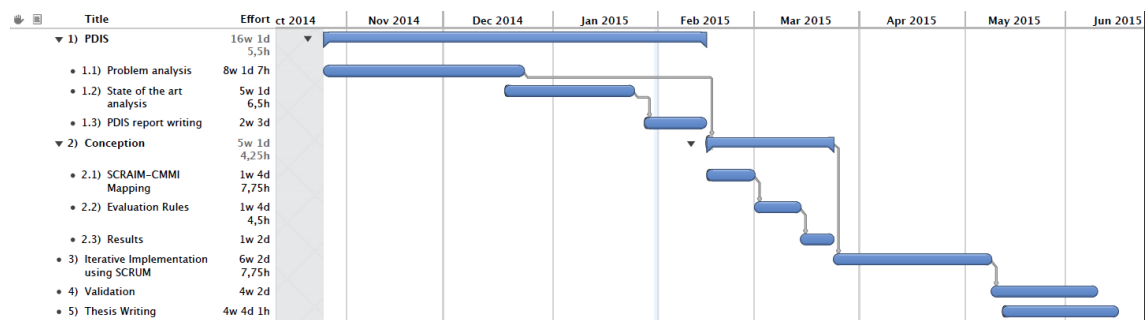 Title Effort ct 2014 Nov 2014 Dec 2014 Jan 2015 Feb 2015 Mar 2015 Apr 2015 May 2015 Jun 2015
1) PDIS 16w 1d
5,5h
1.1) Problem analysis 8w 1d 7h
1.2) State of the art 5w 1d
analysis 6,5h
1.3) PDIS report writing 2w 3d
2) Conception 5w 1d
4,25h
2.1) SCRAIM-CMMI 1w 4d
Mapping 7,75h
2.2) Evaluation Rules 1w 4d
4,5h
2.3) Results 1w 2d
3) Iterative Implementation 6w 2d
using SCRUM 7,75h
4) Validation 4w 2d
5) Thesis Writing 4w 4d 1h